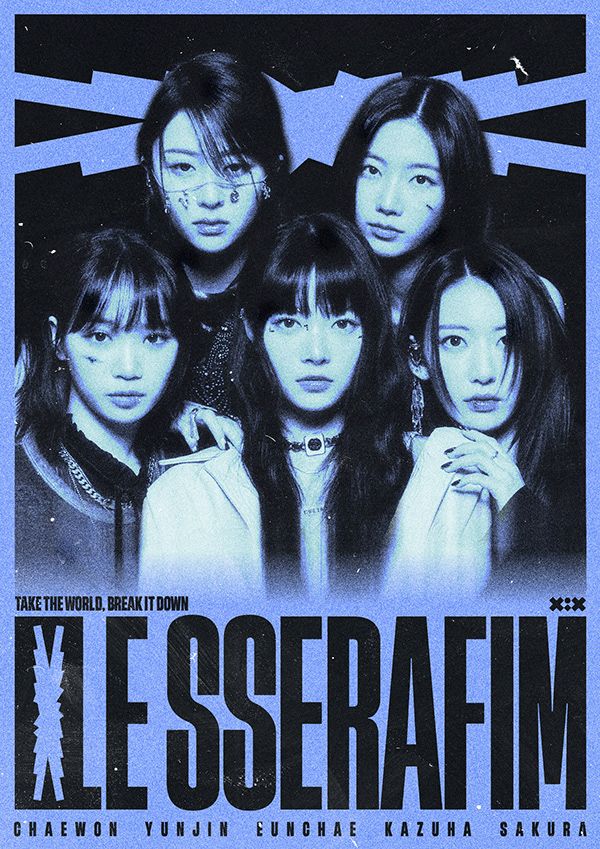 TAKE THE WORLD, BREAK IT DOWN
X:X
LE SSERAFIM
CHAEWON YUNJIN EUNCHAE KAZUHA SAKURA